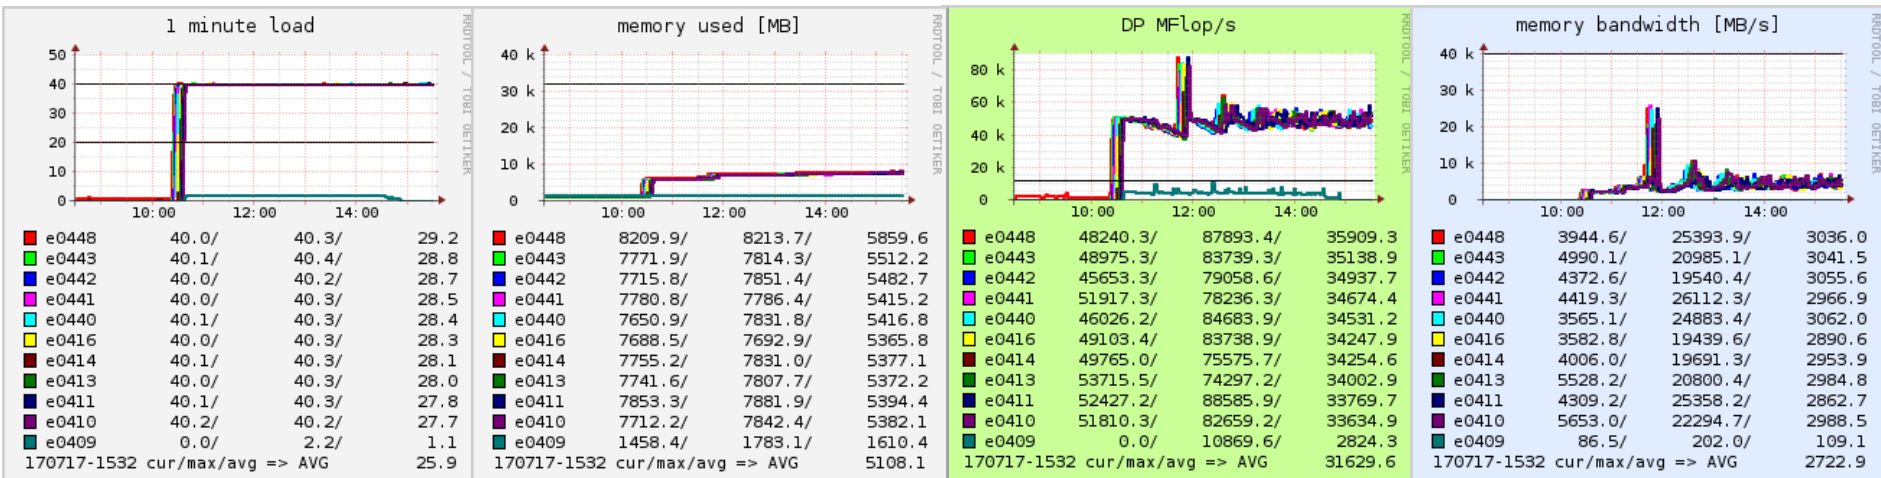 1 minute load
50
40
30
20
10
0
10:00 12:00 14:00
RRDTOOL / TOBI OETIKER
e0448 40.0/ 40.3/ 29.2
e0443 40.1/ 40.4/ 28.8
e0442 40.0/ 40.2/ 28.7
e0441 40.0/ 40.3/ 28.5
e0440 40.1/ 40.3/ 28.4
e0416 40.0/ 40.3/ 28.3
e0414 40.1/ 40.3/ 28.1
e0413 40.0/ 40.3/ 28.0
e0411 40.1/ 40.3/ 27.8
e0410 40.2/ 40.2/ 27.7
e0409 0.0/ 2.2/ 1.1
170717-1532 cur/max/avg => AVG 25.9
memory used [MB]
40 k
30 k
20 k
10 k
0
10:00 12:00 14:00
RRDTOOL / TOBI OETIKER
e0448 8209.9/ 8213.7/ 5859.6
e0443 7771.9/ 7814.3/ 5512.2
e0442 7715.8/ 7851.4/ 5482.7
e0441 7780.8/ 7786.4/ 5415.2
e0440 7650.9/ 7831.8/ 5416.8
e0416 7688.5/ 7692.9/ 5365.8
e0414 7755.2/ 7831.0/ 5377.1
e0413 7741.6/ 7807.7/ 5372.2
e0411 7853.3/ 7881.9/ 5394.4
e0410 7712.2/ 7842.4/ 5382.1
e0409 1458.4/ 1783.1/ 1610.4
170717-1532 cur/max/avg => AVG 5108.1
DP MFlop/s
80 k
60 k
40 k
20 k
0
10:00 12:00 14:00
RRDTOOL / TOBI OETIKER
e0448 48240.3/ 87893.4/ 35909.3
e0443 48975.3/ 83739.3/ 35138.9
e0442 45653.3/ 79058.6/ 34937.7
e0441 51917.3/ 78236.3/ 34674.4
e0440 46026.2/ 84683.9/ 34531.2
e0416 49103.4/ 83738.9/ 34247.9
e0414 49765.0/ 75575.7/ 34254.6
e0413 53715.5/ 74297.2/ 34002.9
e0411 52427.2/ 88585.9/ 33769.7
e0410 51810.3/ 82659.2/ 33634.9
e0409 0.0/ 10869.6/ 2824.3
170717-1532 cur/max/avg => AVG 31629.6
memory bandwidth [MB/s]
40 k
30 k
20 k
10 k
0
10:00 12:00 14:00
RRDTOOL / TOBI OETIKER
e0448 3944.6/ 25393.9/ 3036.0
e0443 4990.1/ 20985.1/ 3041.5
e0442 4372.6/ 19540.4/ 3055.6
e0441 4419.3/ 26112.3/ 2966.9
e0440 3565.1/ 24883.4/ 3062.0
e0416 3582.8/ 19439.6/ 2890.6
e0414 4006.0/ 19691.3/ 2953.9
e0413 5528.2/ 20800.4/ 2984.8
e0411 4309.2/ 25358.2/ 2862.7
e0410 5653.0/ 22294.7/ 2988.5
e0409 86.5/ 202.0/ 109.1
170717-1532 cur/max/avg => AVG 2722.9